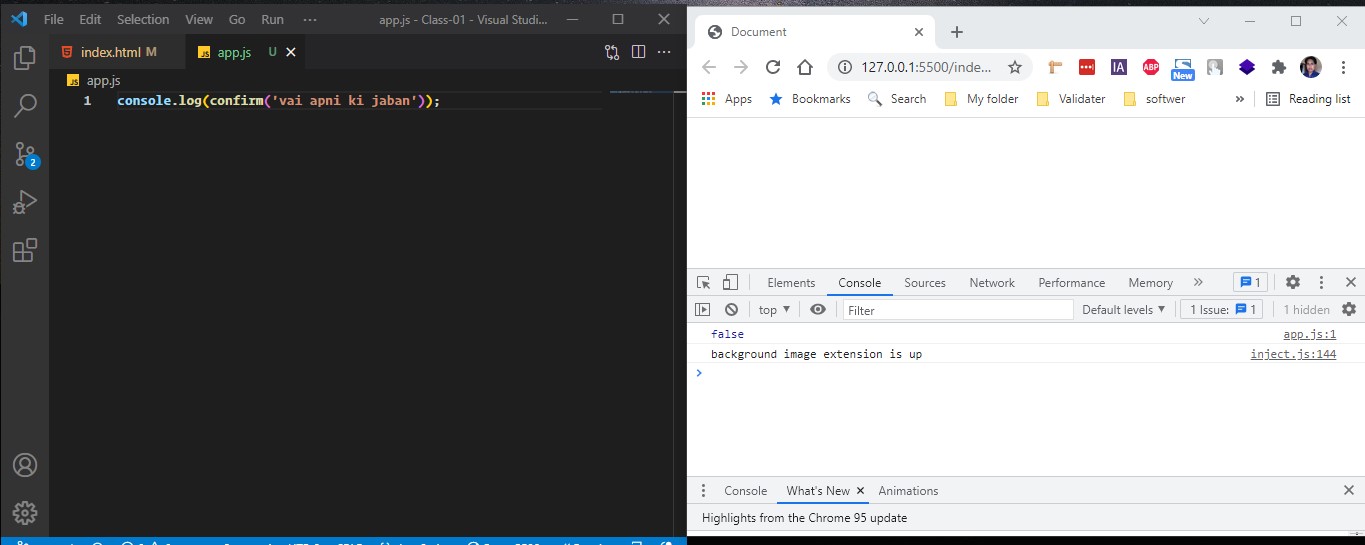 File Edit Selection View Go Run ··· app.js - Class-01 - Visual Studi...
index.html M app.js U
app.js
1 console.log(confirm('vai apni ki jaban'));
2
Document
127.0.0.1:5500/inde...
IA ABP New
Apps Bookmarks Search My folder Validater softwer » Reading list
Elements Console Sources Network Performance Memory » 1
top Filter Default levels 1 Issue: 1 1 hidden
false app.js:1
background image extension is up inject.js:144
Console What's New Animations
Highlights from the Chrome 95 update